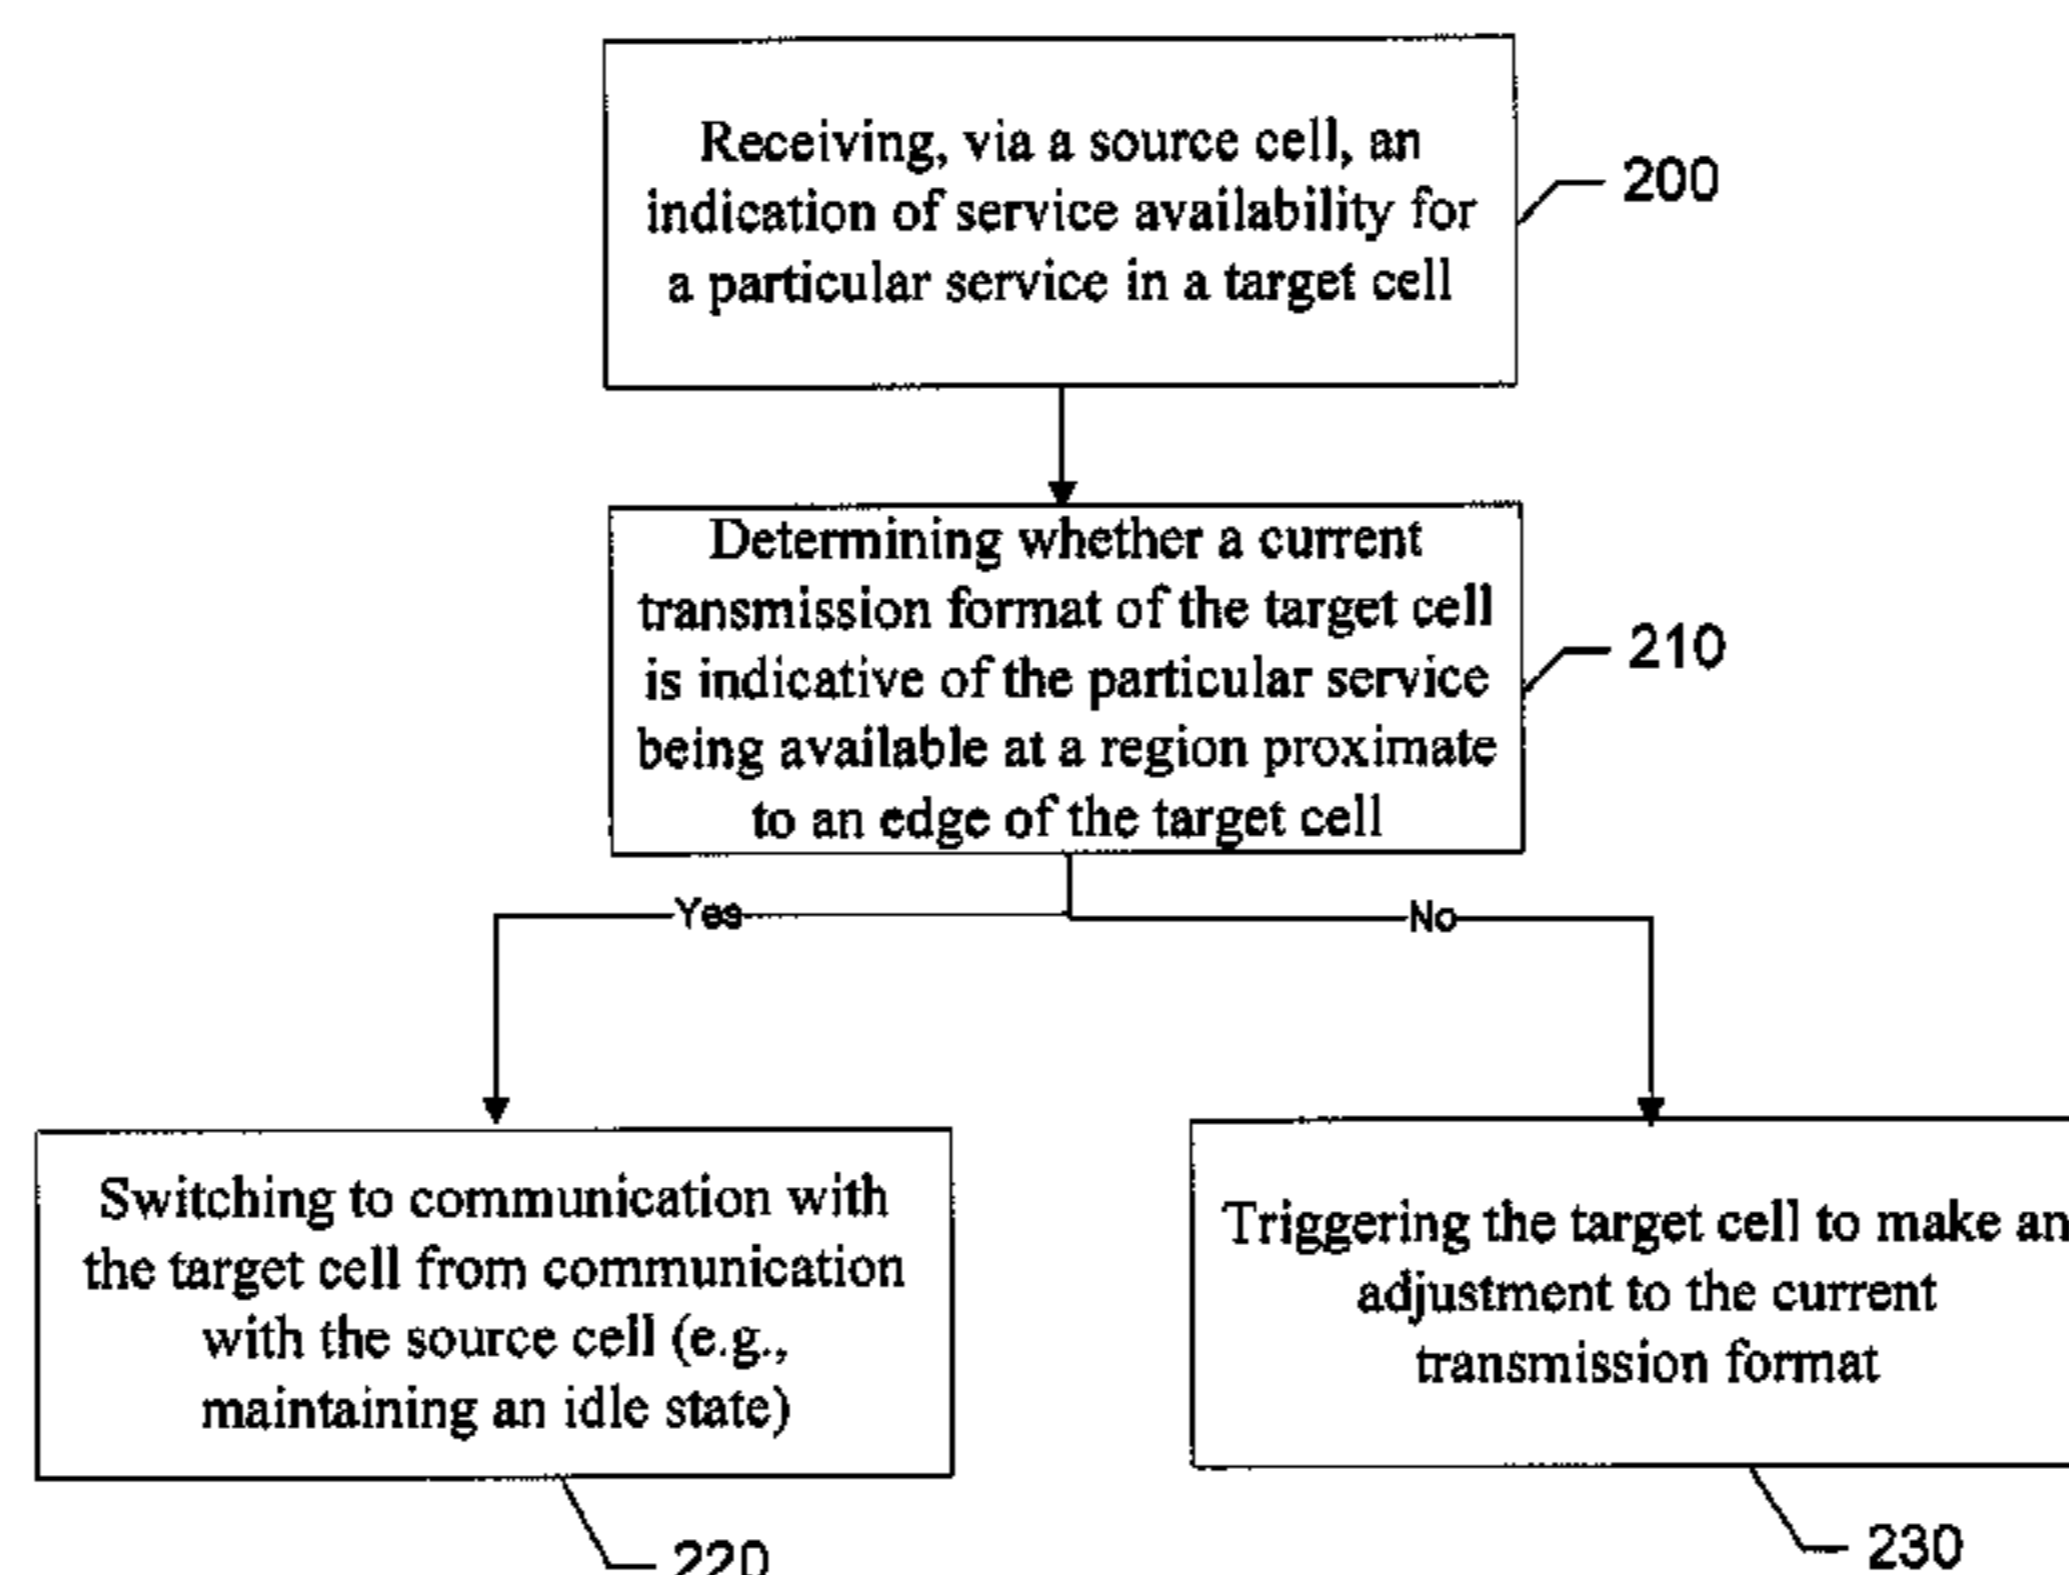 Receiving, via a source cell, an
indication of service availability for
a particular service in a target cell
200
Determining whether a current
transmission format of the target cell
is indicative of the particular service
being available at a region proximate
to an edge of the target cell
210
Yes
No
Switching to communication with
the target cell from communication
with the source cell (e.g.,
maintaining an idle state)
220
Triggering the target cell to make an
adjustment to the current
transmission format
230